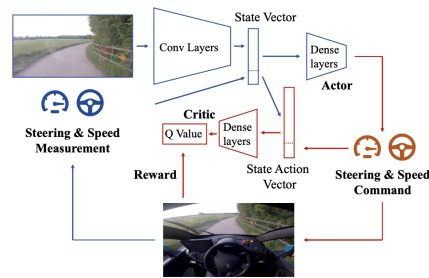 State Vector
Conv Layers
Dense
layers
Actor
Critic
Q Value
Dense
layers
Steering & Speed
Measurement
Reward
State Action
Vector
Steering & Speed
Command